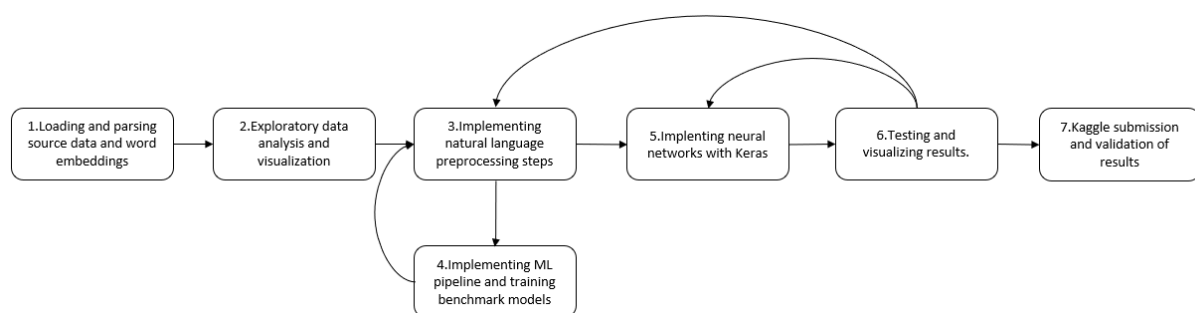 1.Loading and parsing
source data and word
embeddings
2.Exploratory data
analysis and
visualization
3.Implementing
natural language
preprocessing steps
4.Implementing ML
pipeline and training
benchmark models
5.Implenting neural
networks with Keras
6.Testing and
visualizing results.
7.Kaggle submission
and validation of
results